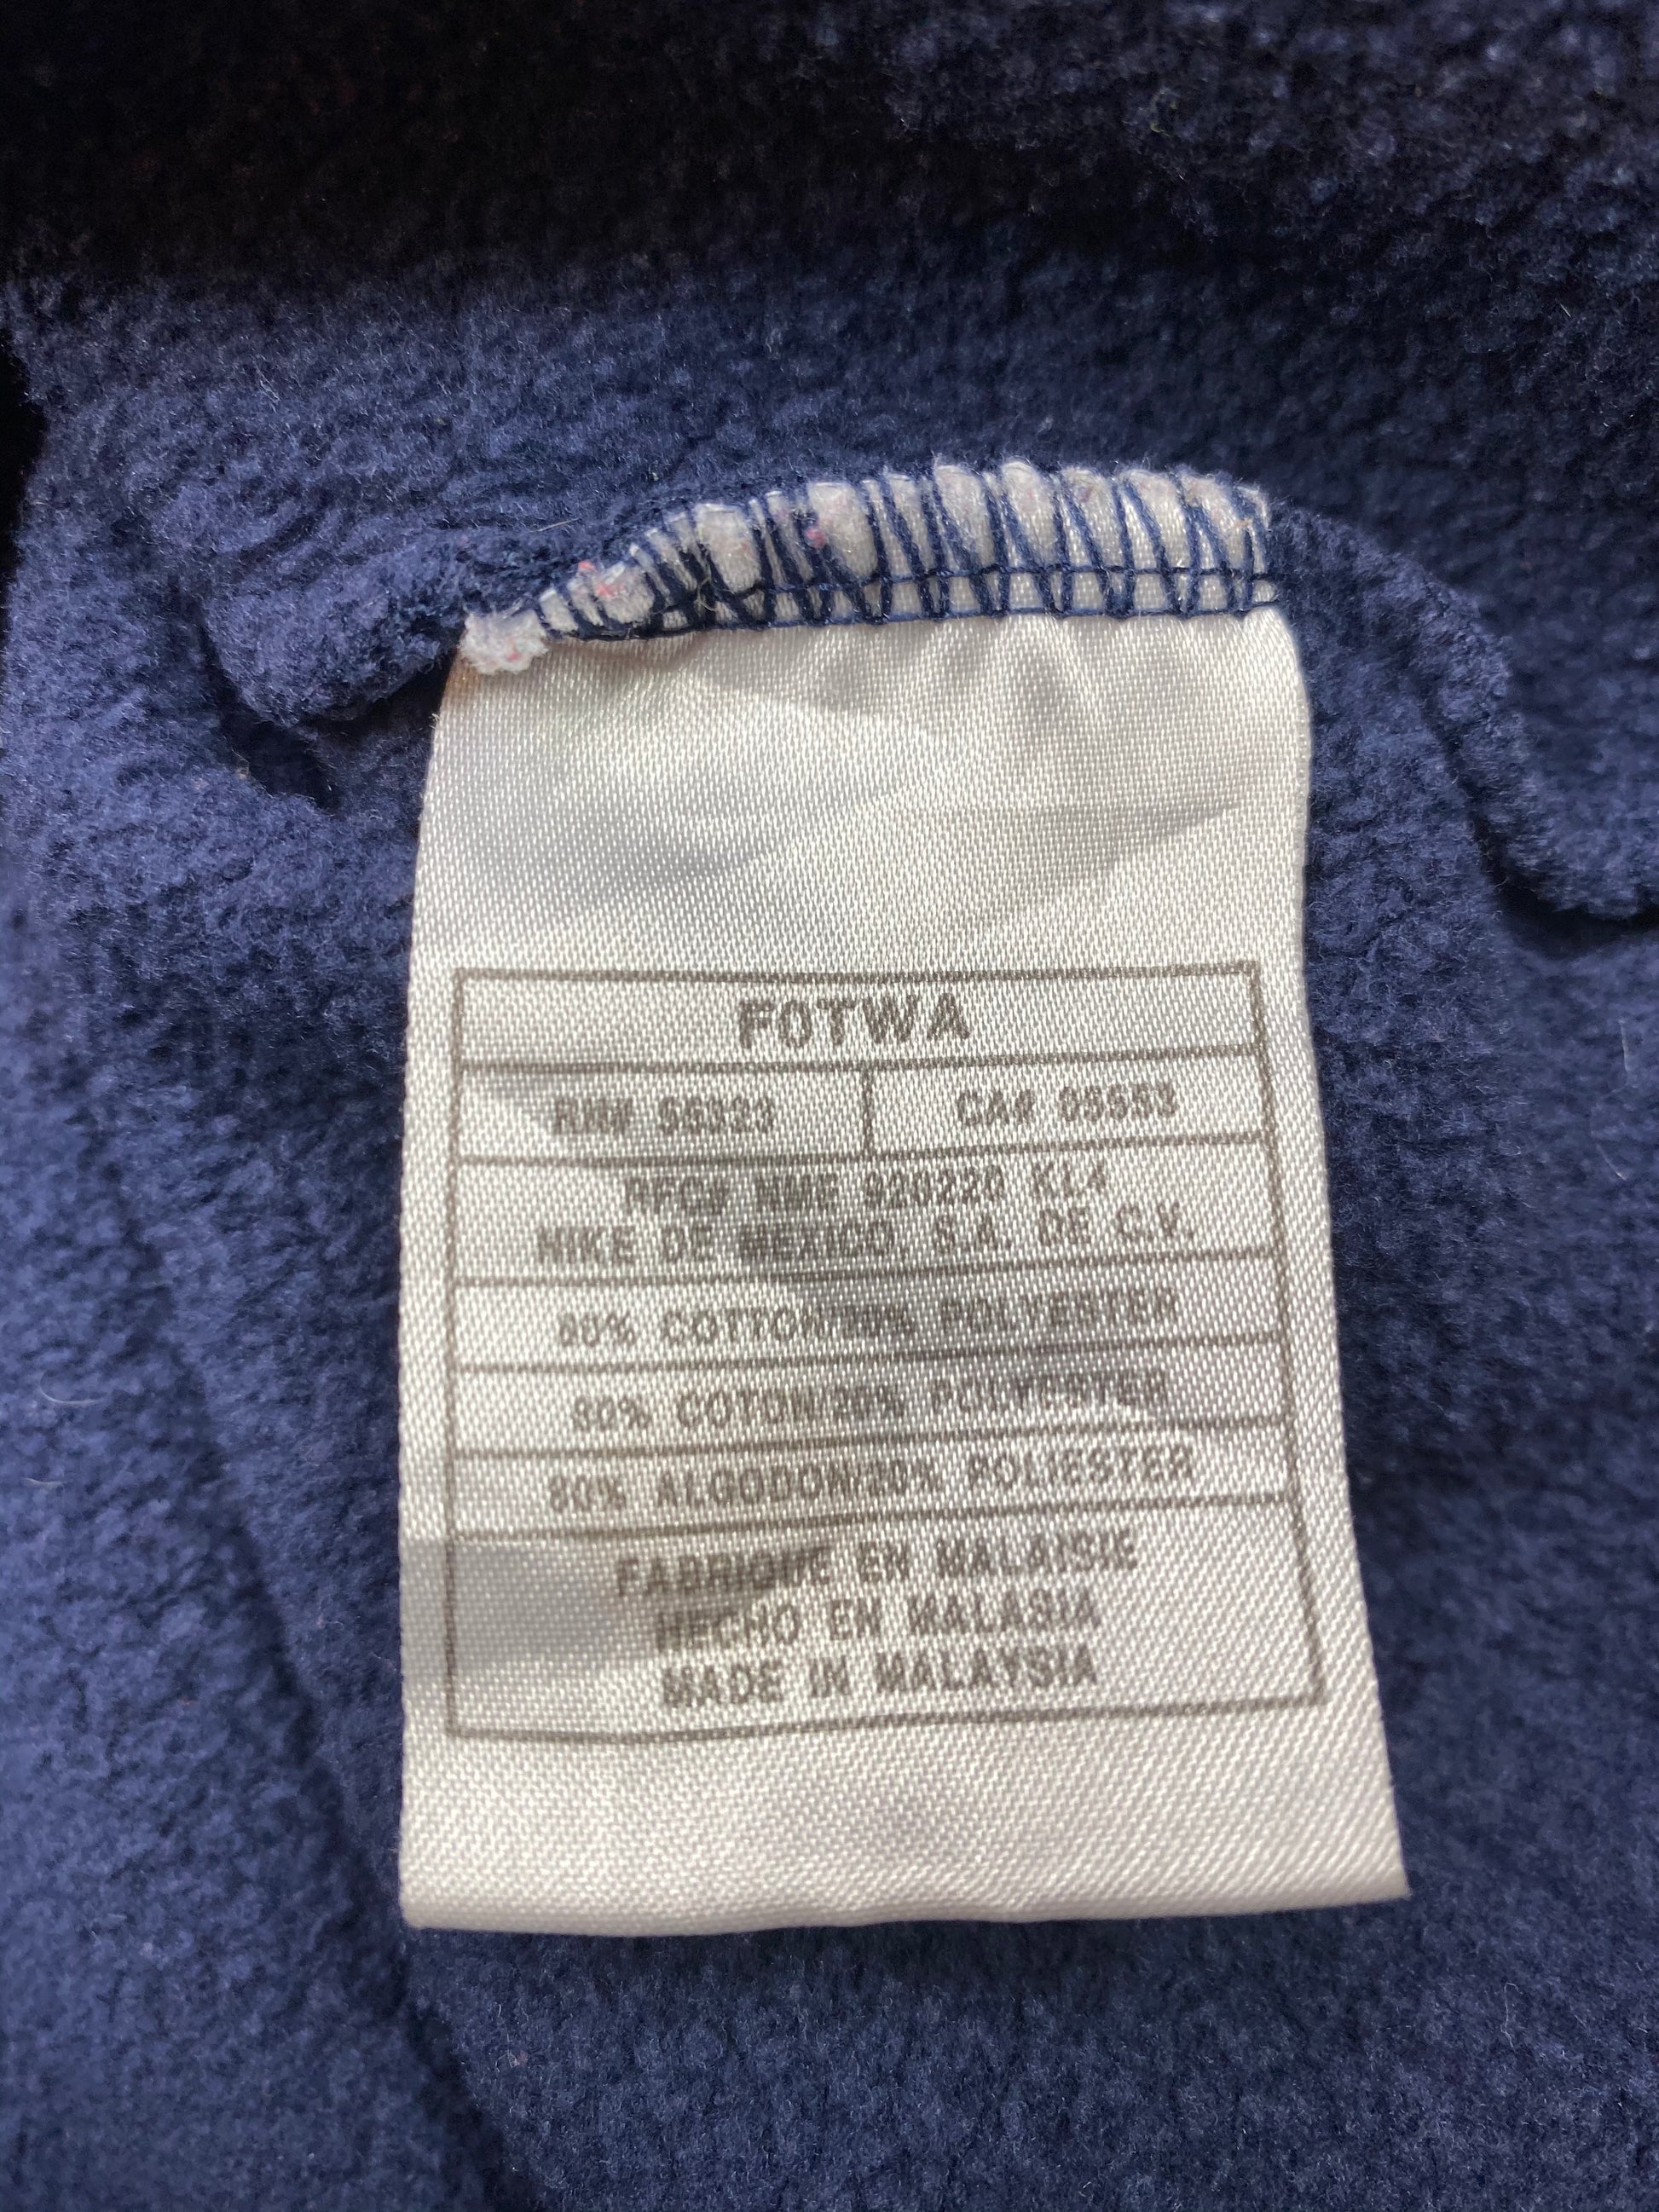 FOTWA
RN# 56323 CA# 05553
RFC# NME 920220 KL4
NIKE DE MEXICO, S.A. DE C.V.
80% COTTON/20% POLYESTER
80% COTON/20% POLYESTER
80% ALGODON/20% POLIESTER
FABRIQUE EN MALAISIE
HECHO EN MALASIA
MADE IN MALAYSIA